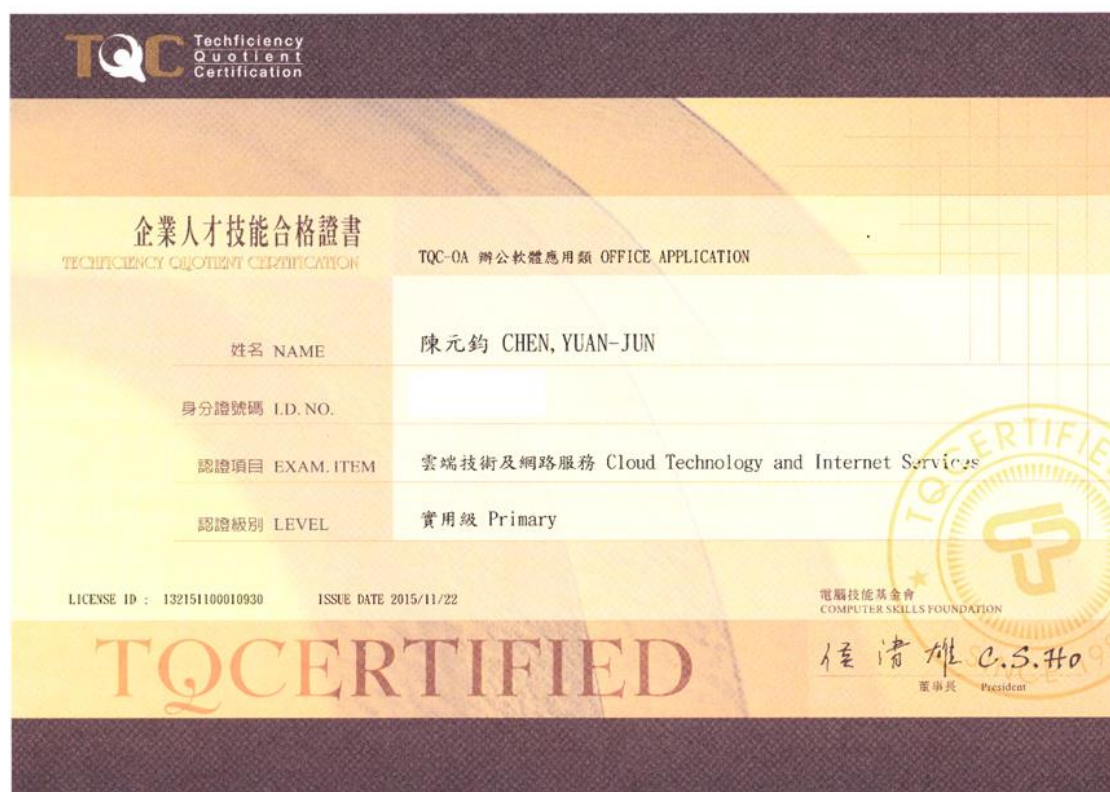 TQC Techficiency
Quotient
Certification
企業人才技能合格證書
TECHFICIENCY QUOTIENT CERTIFICATION
TQC-OA 辦公軟體應用類 OFFICE APPLICATION
姓名 NAME 陳元鈞 CHEN, YUAN-JUN
身分證號碼 I.D. NO.
認證項目 EXAM. ITEM 雲端技術及網路服務 Cloud Technology and Internet Services
認證級別 LEVEL 實用級 Primary
LICENSE ID : 132151100010930 ISSUE DATE 2015/11/22
電腦技能基金會
COMPUTER SKILLS FOUNDATION
TQCERTIFIED
C.S.Ho
董事長 President
TQCERTIFIE